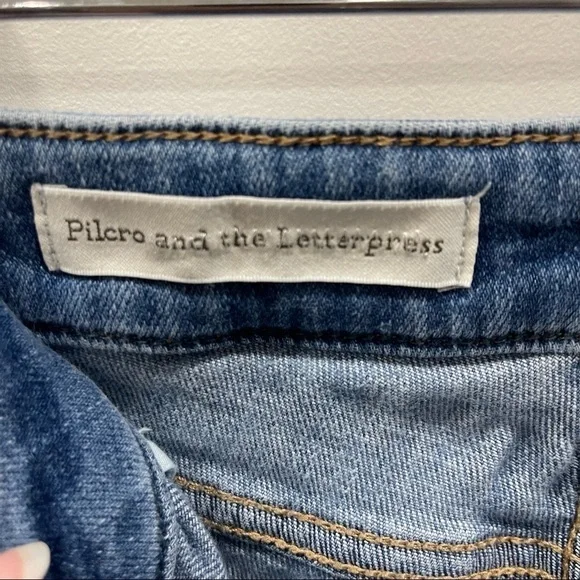 Pilcro and the Letterpress